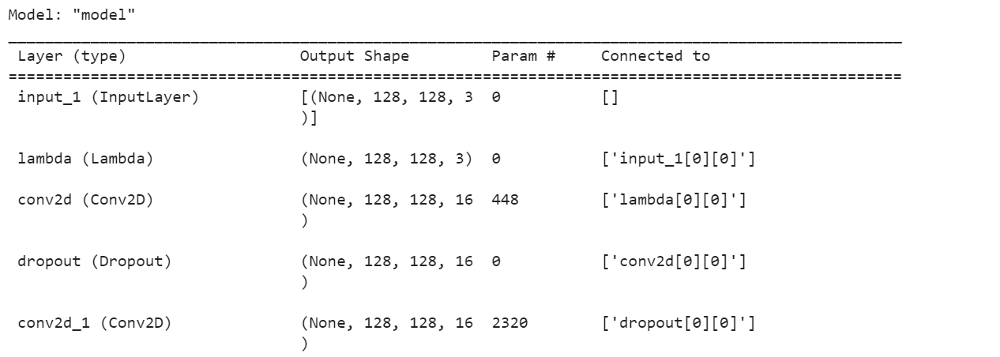 Model: "model"
__________________________________________________________________________________________________
 Layer (type)                   Output Shape         Param #     Connected to
==================================================================================================
 input_1 (InputLayer)           [(None, 128, 128, 3  0           []
                                )]
 lambda (Lambda)                (None, 128, 128, 3)  0           ['input_1[0][0]']
 conv2d (Conv2D)                (None, 128, 128, 16  448         ['lambda[0][0]']
                                )
 dropout (Dropout)              (None, 128, 128, 16  0           ['conv2d[0][0]']
                                )
 conv2d_1 (Conv2D)              (None, 128, 128, 16  2320        ['dropout[0][0]']
                                )